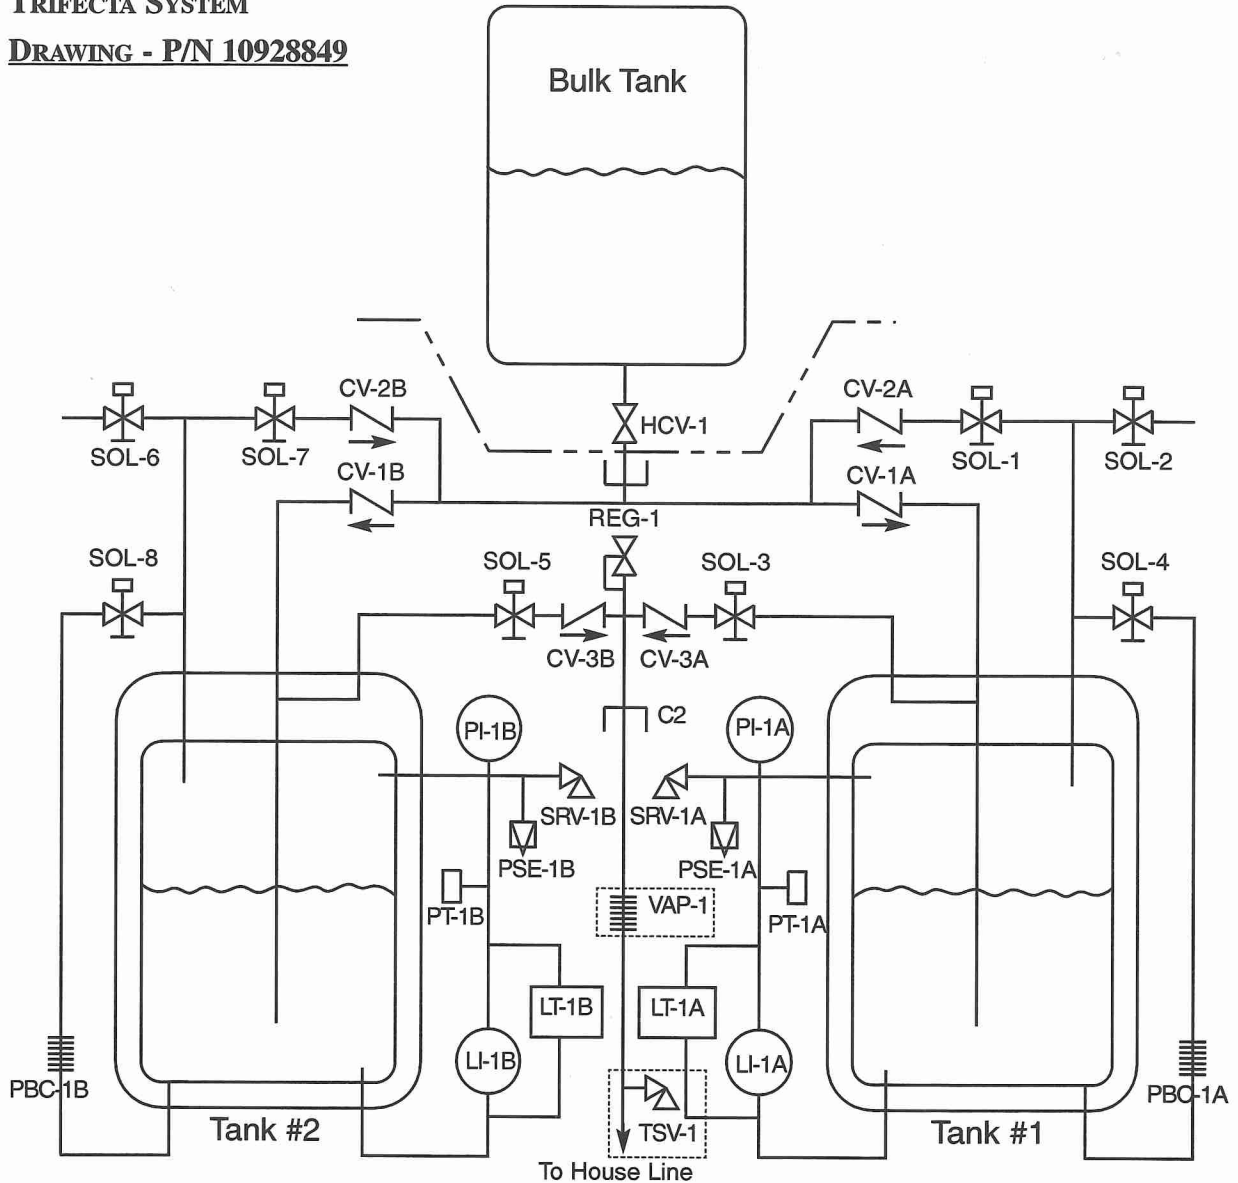 TRIFECTA SYSTEM
DRAWING - P/N 10928849
Bulk Tank
HCV-1
CV-2B
CV-2A
SOL-6
SOL-7
SOL-1
SOL-2
CV-1B
CV-1A
REG-1
SOL-8
SOL-5
SOL-3
SOL-4
CV-3B
CV-3A
C2
PI-1B
PI-1A
SRV-1B
SRV-1A
PSE-1B
PSE-1A
VAP-1
PT-1B
PT-1A
LT-1B
LT-1A
LI-1B
LI-1A
PBC-1B
PBC-1A
Tank #2
TSV-1
Tank #1
To House Line